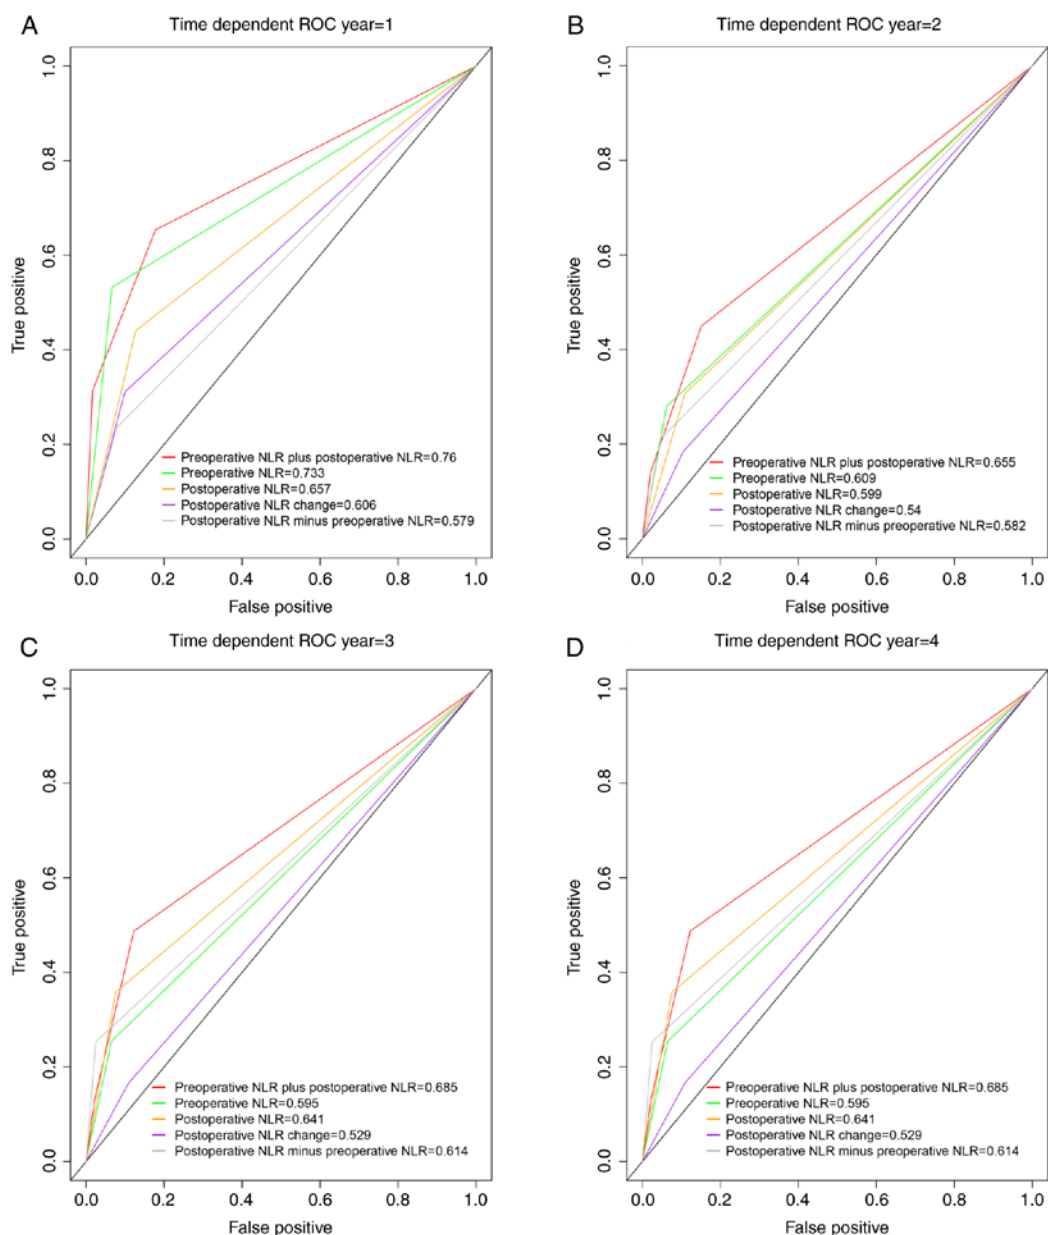 A
Time dependent ROC year=1
True positive
1.0
0.8
0.6
0.4
0.2
0.0
Preoperative NLR plus postoperative NLR=0.76
Preoperative NLR=0.733
Postoperative NLR=0.657
Postoperative NLR change=0.606
Postoperative NLR minus preoperative NLR=0.579
0.0 0.2 0.4 0.6 0.8 1.0
False positive
B
Time dependent ROC year=2
True positive
1.0
0.8
0.6
0.4
0.2
0.0
Preoperative NLR plus postoperative NLR=0.655
Preoperative NLR=0.609
Postoperative NLR=0.599
Postoperative NLR change=0.54
Postoperative NLR minus preoperative NLR=0.582
0.0 0.2 0.4 0.6 0.8 1.0
False positive
C
Time dependent ROC year=3
True positive
1.0
0.8
0.6
0.4
0.2
0.0
Preoperative NLR plus postoperative NLR=0.685
Preoperative NLR=0.595
Postoperative NLR=0.641
Postoperative NLR change=0.529
Postoperative NLR minus preoperative NLR=0.614
0.0 0.2 0.4 0.6 0.8 1.0
False positive
D
Time dependent ROC year=4
True positive
1.0
0.8
0.6
0.4
0.2
0.0
Preoperative NLR plus postoperative NLR=0.685
Preoperative NLR=0.595
Postoperative NLR=0.641
Postoperative NLR change=0.529
Postoperative NLR minus preoperative NLR=0.614
0.0 0.2 0.4 0.6 0.8 1.0
False positive